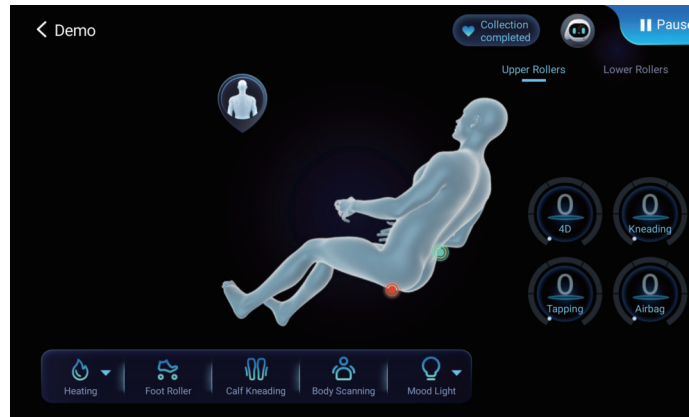 Demo
Collection
completed
Pause
Upper Rollers
Lower Rollers
0
4D
0
Kneading
0
Tapping
0
Airbag
Heating
Foot Roller
Calf Kneading
Body Scanning
Mood Light